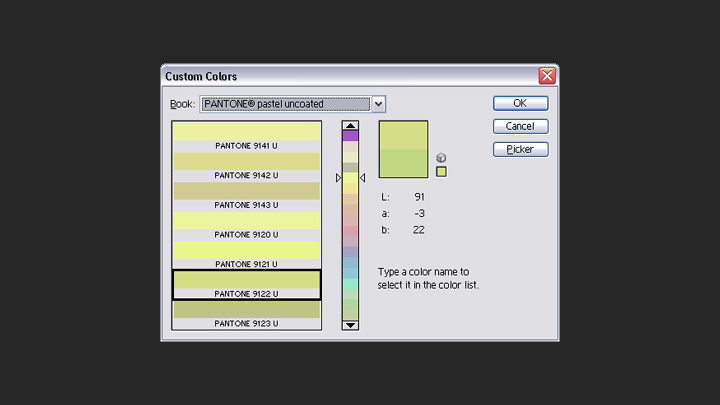 Custom Colors
Book: PANTONE® pastel uncoated
OK
Cancel
Picker
PANTONE 9141 U
PANTONE 9142 U
PANTONE 9143 U
PANTONE 9120 U
PANTONE 9121 U
PANTONE 9122 U
PANTONE 9123 U
L: 91
a: -3
b: 22
Type a color name to
select it in the color list.